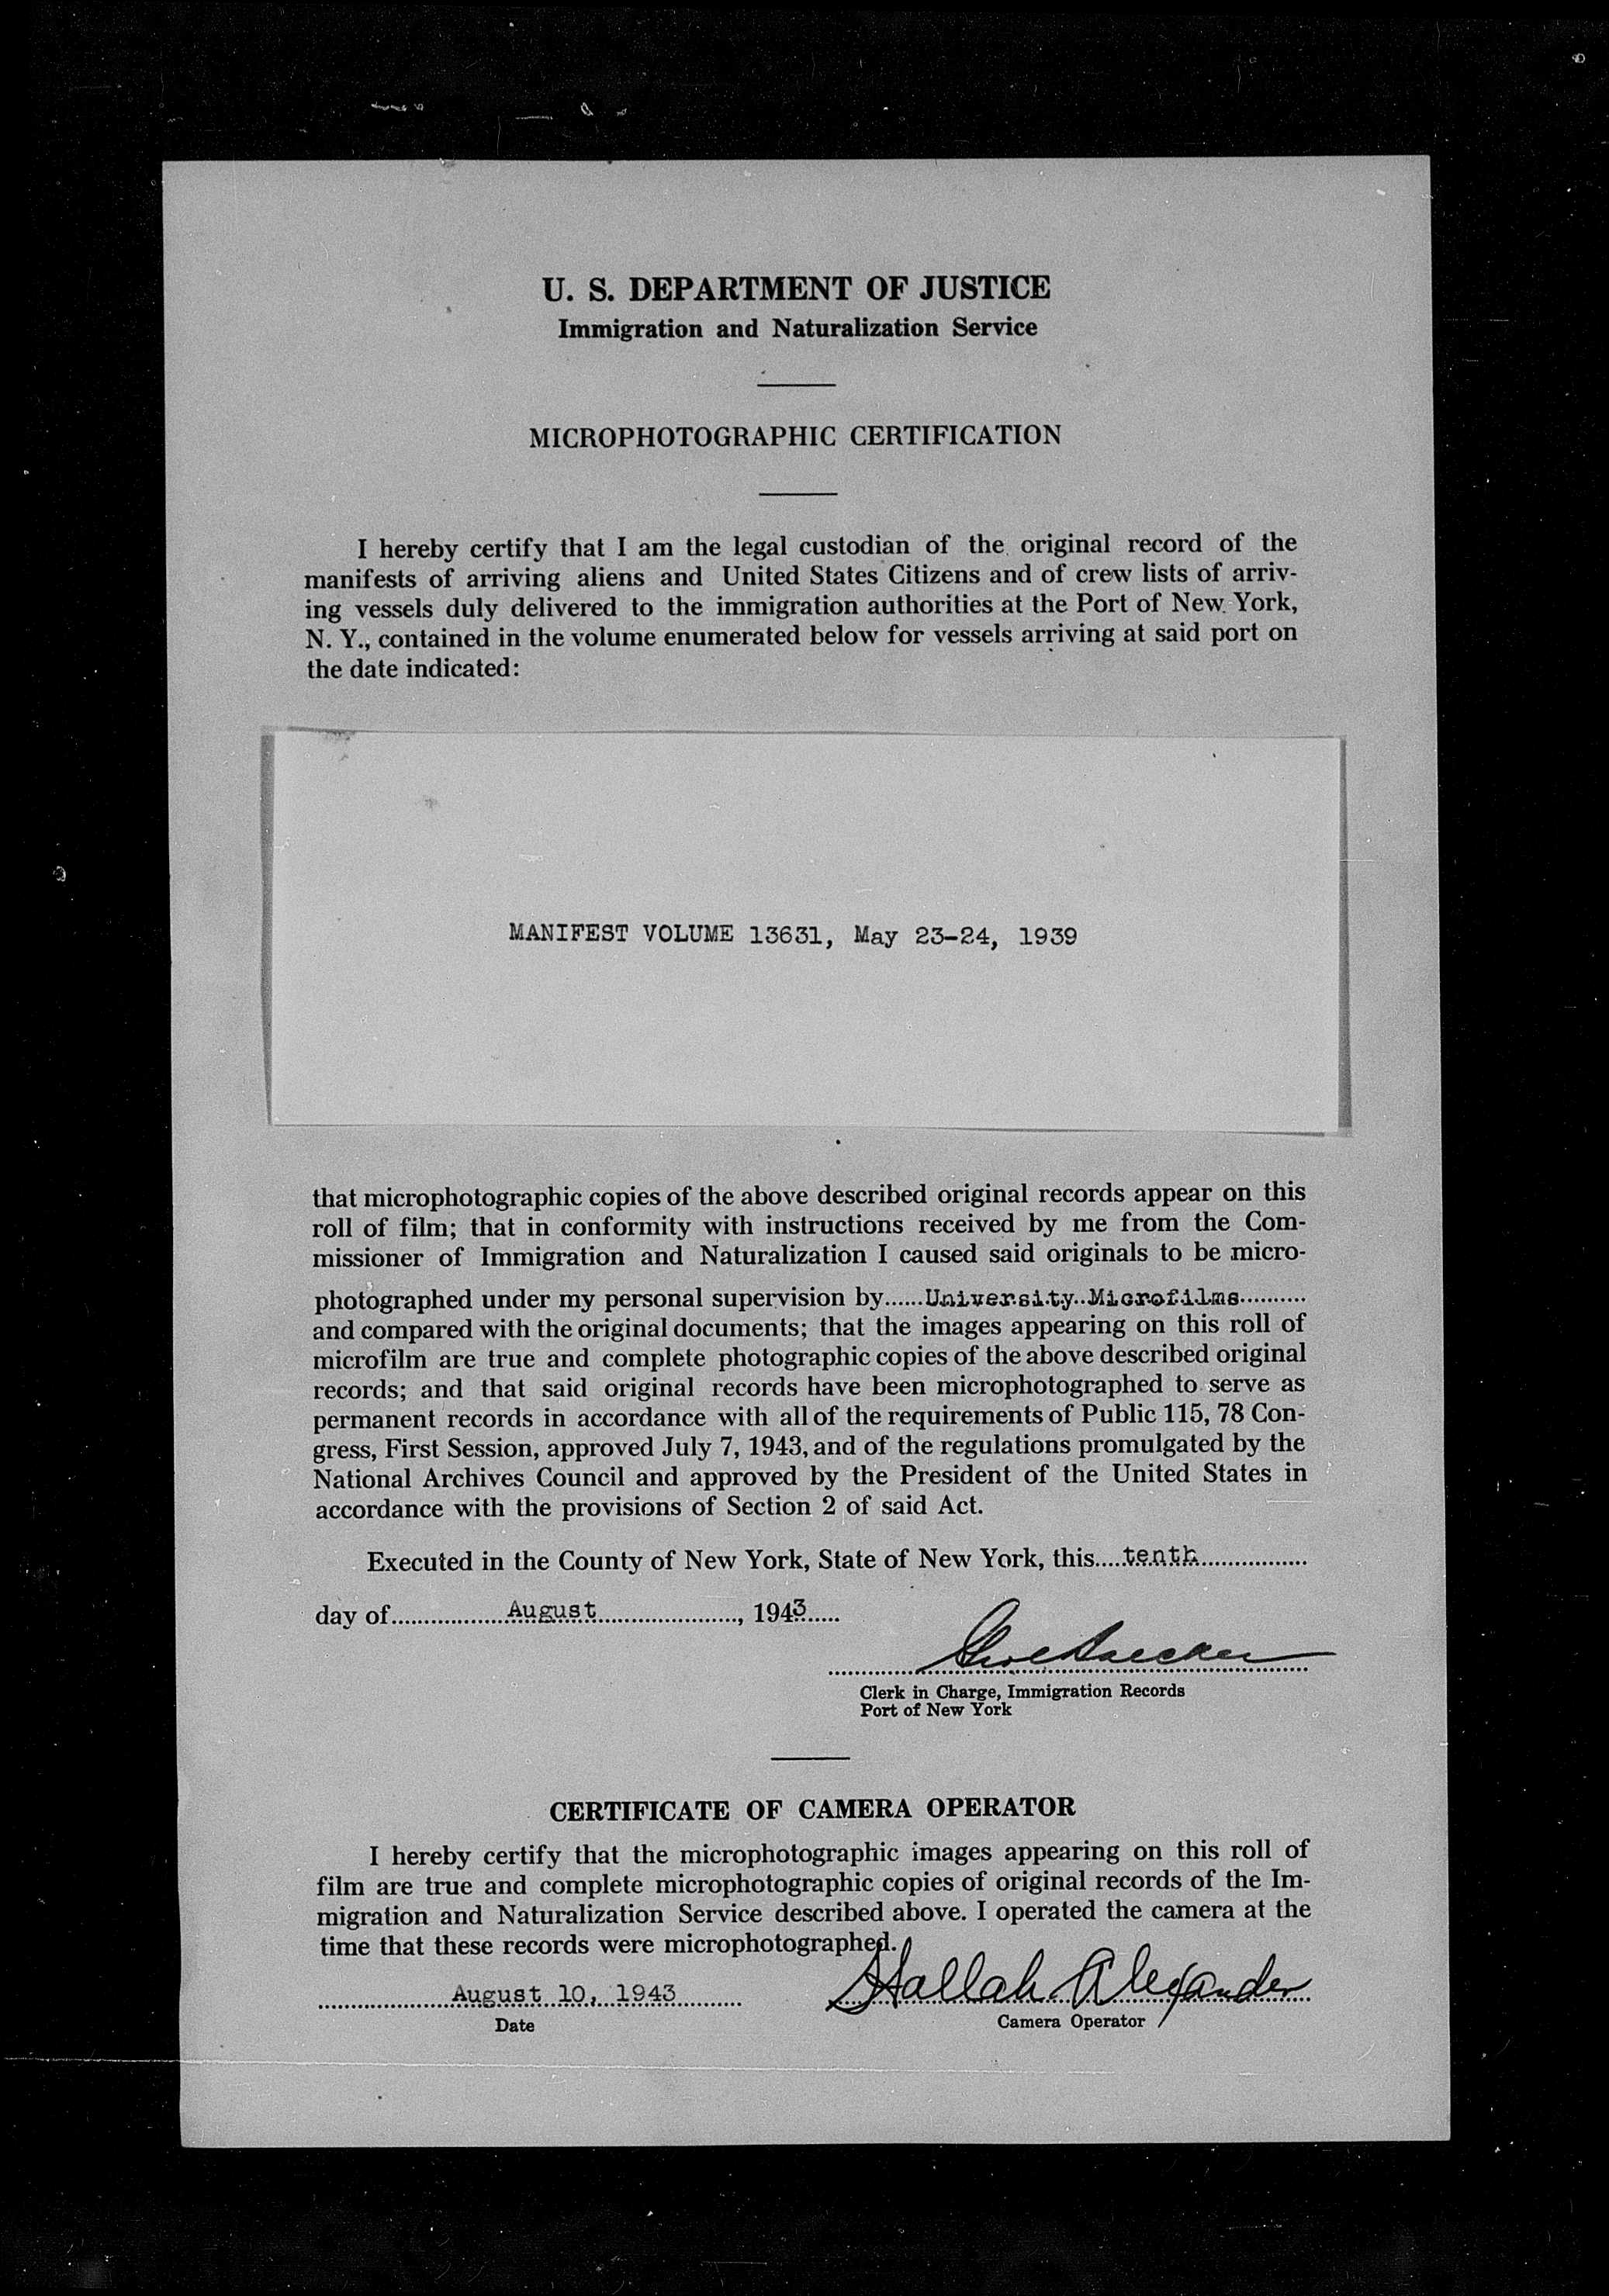 U. S. DEPARTMENT OF JUSTICE
Immigration and Naturalization Service
MICROPHOTOGRAPHIC CERTIFICATION
I hereby certify that I am the legal custodian of the original record of the
manifests of arriving aliens and United States Citizens and of crew lists of arriv-
ing vessels duly delivered to the immigration authorities at the Port of New York,
N. Y., contained in the volume enumerated below for vessels arriving at said port on
the date indicated:
MANIFEST VOLUME 13631, May 23-24, 1939
that microphotographic copies of the above described original records appear on this
roll of film; that in conformity with instructions received by me from the Com-
missioner of Immigration and Naturalization I caused said originals to be micro-
photographed under my personal supervision by......University Microfilms..........
and compared with the original documents; that the images appearing on this roll of
microfilm are true and complete photographic copies of the above described original
records; and that said original records have been microphotographed to serve as
permanent records in accordance with all of the requirements of Public 115, 78 Con-
gress, First Session, approved July 7, 1943, and of the regulations promulgated by the
National Archives Council and approved by the President of the United States in
accordance with the provisions of Section 2 of said Act.
Executed in the County of New York, State of New York, this....tenth................
day of..................August......................, 1943.....
Clerk in Charge, Immigration Records
Port of New York
CERTIFICATE OF CAMERA OPERATOR
I hereby certify that the microphotographic images appearing on this roll of
film are true and complete microphotographic copies of original records of the Im-
migration and Naturalization Service described above. I operated the camera at the
time that these records were microphotographed.
August 10, 1943 Hallah Alexander
Date Camera Operator